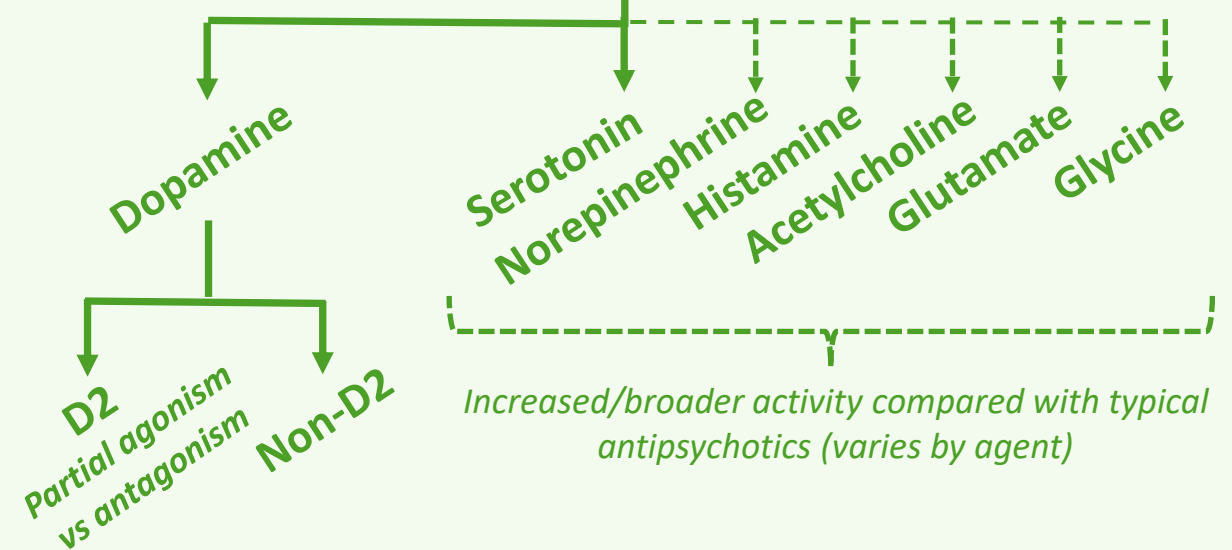 Dopamine
Serotonin
Norepinephrine
Histamine
Acetylcholine
Glutamate
Glycine
D2
Partial agonism
vs antagonism
Non-D2
Increased/broader activity compared with typical
antipsychotics (varies by agent)